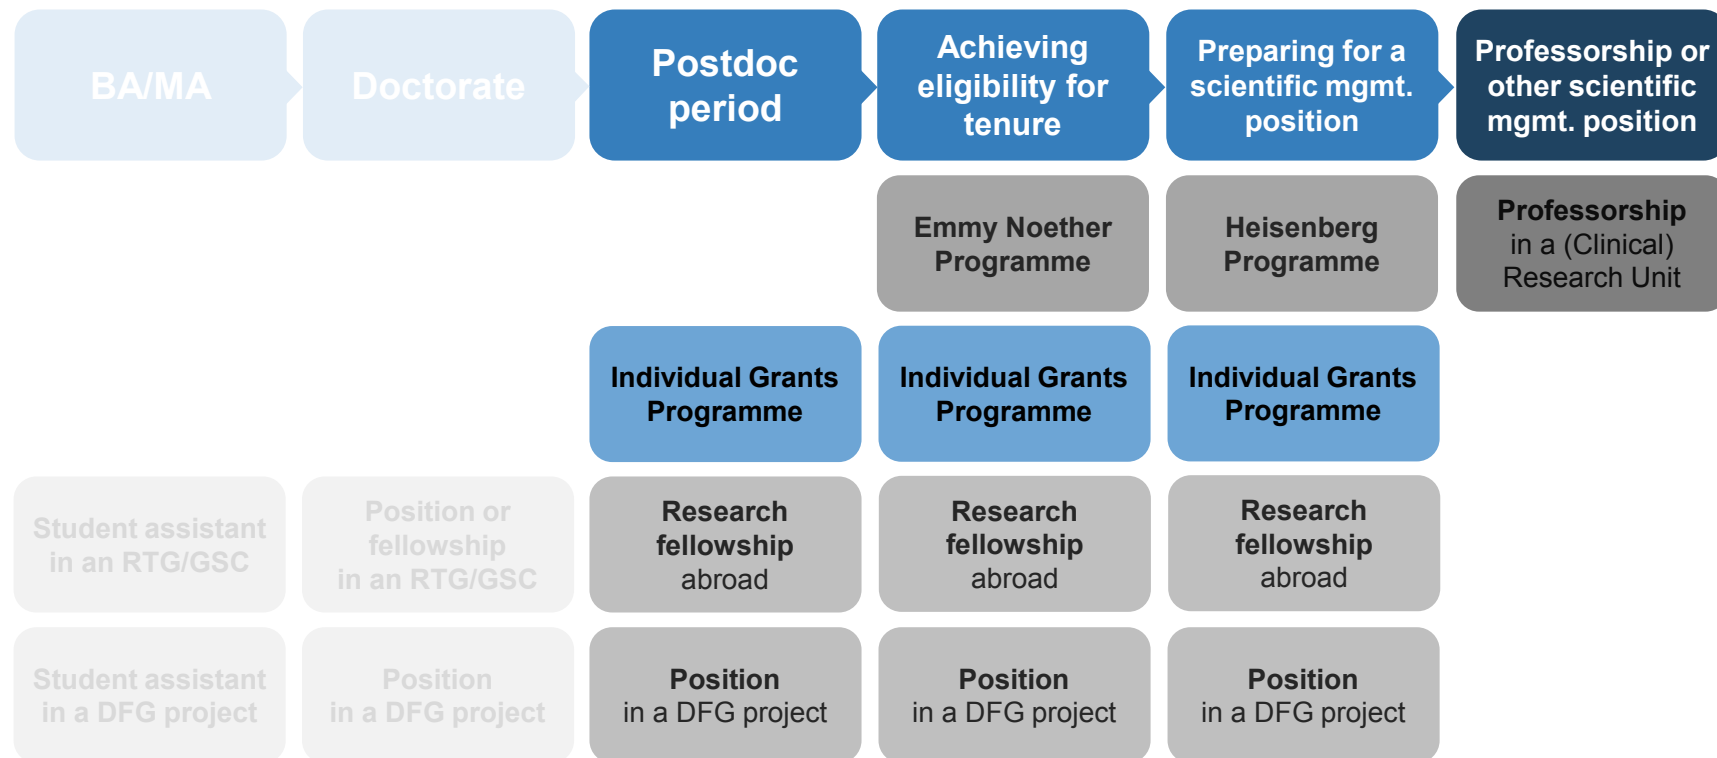 BA/MA
Doctorate
Postdoc
period
Achieving
eligibility for
tenure
Preparing for a
scientific mgmt.
position
Professorship or
other scientific
mgmt. position
Emmy Noether
Programme
Heisenberg
Programme
Professorship
in a (Clinical)
Research Unit
Individual Grants
Programme
Individual Grants
Programme
Individual Grants
Programme
Student assistant
in an RTG/GSC
Position or
fellowship
in an RTG/GSC
Research
fellowship
abroad
Research
fellowship
abroad
Research
fellowship
abroad
Student assistant
in a DFG project
Position
in a DFG project
Position
in a DFG project
Position
in a DFG project
Position
in a DFG project